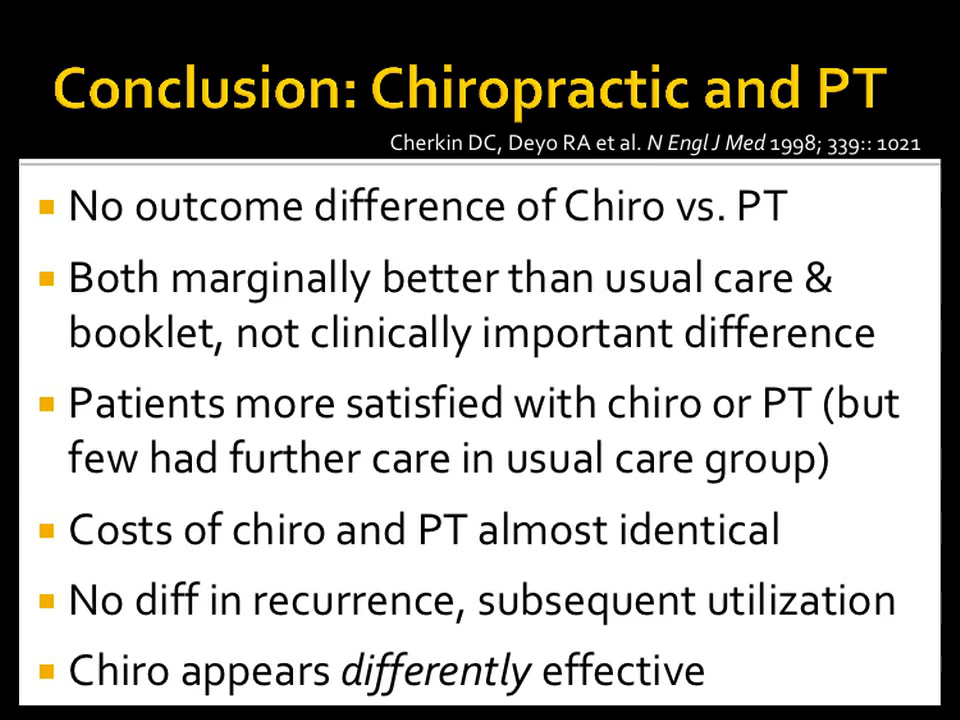 Conclusion: Chiropractic and PT
Cherkin DC, Deyo RA et al. N Engl J Med 1998; 339:: 1021
▪ No outcome difference of Chiro vs. PT
▪ Both marginally better than usual care &
booklet, not clinically important difference
▪ Patients more satisfied with chiro or PT (but
few had further care in usual care group)
▪ Costs of chiro and PT almost identical
▪ No diff in recurrence, subsequent utilization
▪ Chiro appears differently effective